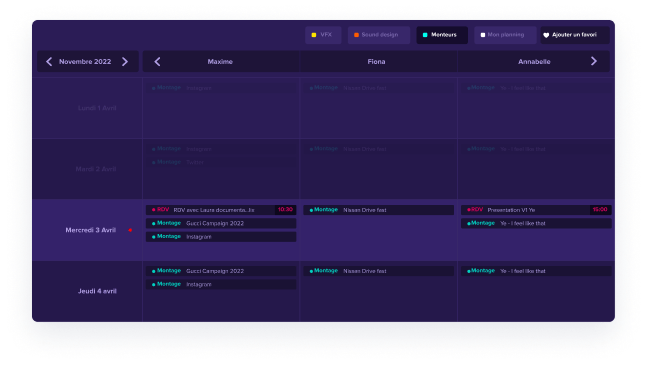 VFX
Sound design
Monteurs
Mon planning
Ajouter un favori
Novembre 2022
Maxime
Fiona
Annabelle
Lundi 1 Avril
Montage Instagram
Montage Nissan Drive fast
Montage Ye - I feel like that
Mardi 2 Avril
Montage Instagram
Montage Twitter
Montage Nissan Drive fast
Montage Ye - I feel like that
Mercredi 3 Avril
RDV RDV avec Laura documenta...tie 10:30
Montage Gucci Campaign 2022
Montage Instagram
Montage Nissan Drive fast
RDV Presentation V1 Ye 15:00
Montage Ye - I feel like that
Jeudi 4 avril
Montage Gucci Campaign 2022
Montage Instagram
Montage Nissan Drive fast
Montage Ye - I feel like that